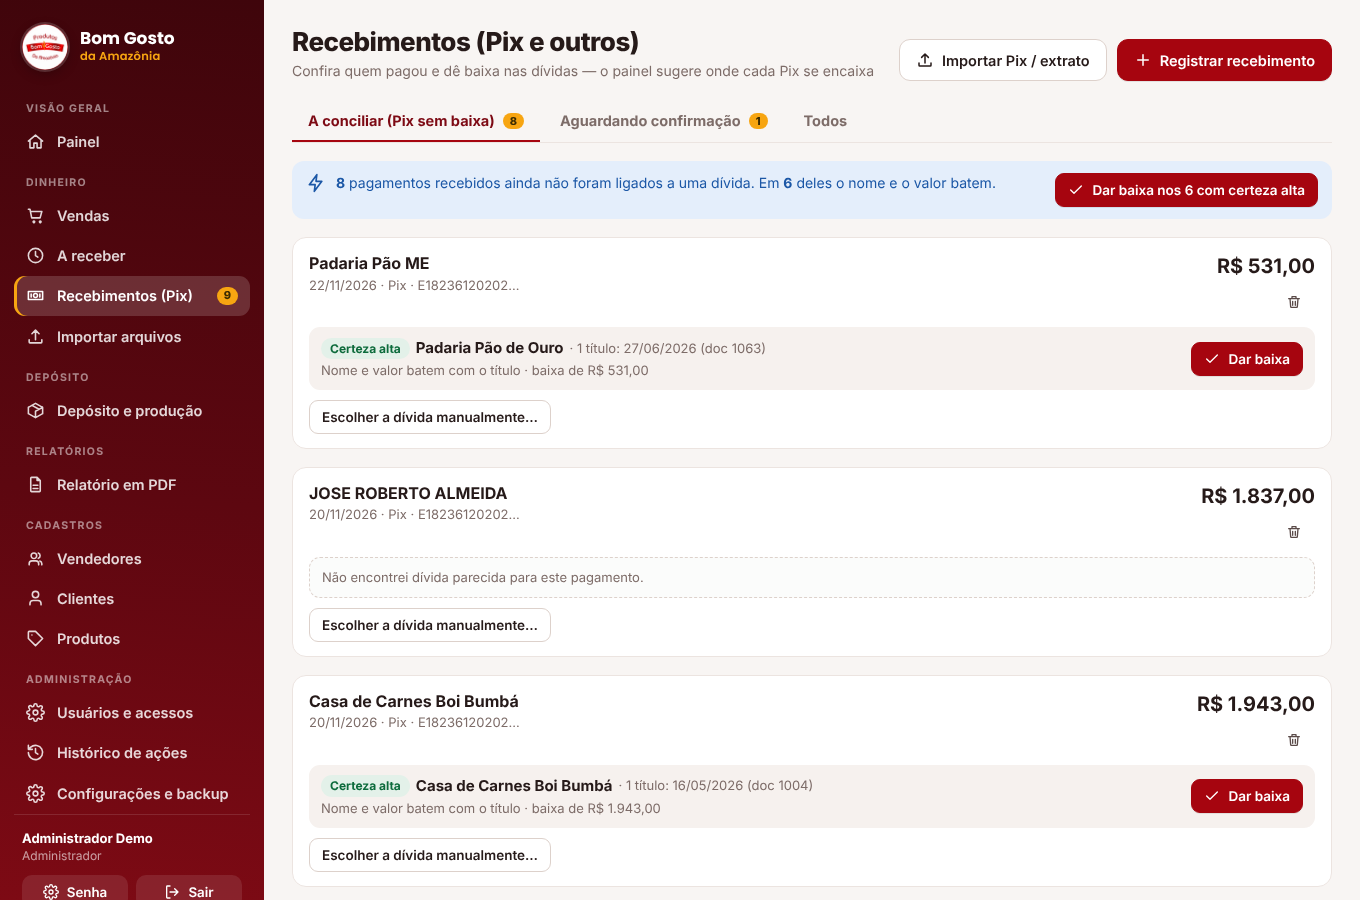 Produtos
Bom Gosto
Da Amazônia
Bom Gosto
da Amazônia
VISÃO GERAL
Painel
DINHEIRO
Vendas
A receber
Recebimentos (Pix) 9
Importar arquivos
DEPÓSITO
Depósito e produção
RELATÓRIOS
Relatório em PDF
CADASTROS
Vendedores
Clientes
Produtos
ADMINISTRAÇÃO
Usuários e acessos
Histórico de ações
Configurações e backup
Administrador Demo
Administrador
Senha Sair
Recebimentos (Pix e outros)
Confira quem pagou e dê baixa nas dívidas — o painel sugere onde cada Pix se encaixa
Importar Pix / extrato
Registrar recebimento
A conciliar (Pix sem baixa) 8 Aguardando confirmação 1 Todos
8 pagamentos recebidos ainda não foram ligados a uma dívida. Em 6 deles o nome e o valor batem.
Dar baixa nos 6 com certeza alta
Padaria Pão ME
R$ 531,00
22/11/2026 · Pix · E18236120202...
Certeza alta Padaria Pão de Ouro · 1 título: 27/06/2026 (doc 1063)
Nome e valor batem com o título · baixa de R$ 531,00
Dar baixa
Escolher a dívida manualmente...
JOSE ROBERTO ALMEIDA
R$ 1.837,00
20/11/2026 · Pix · E18236120202...
Não encontrei dívida parecida para este pagamento.
Escolher a dívida manualmente...
Casa de Carnes Boi Bumbá
R$ 1.943,00
20/11/2026 · Pix · E18236120202...
Certeza alta Casa de Carnes Boi Bumbá · 1 título: 16/05/2026 (doc 1004)
Nome e valor batem com o título · baixa de R$ 1.943,00
Dar baixa
Escolher a dívida manualmente...